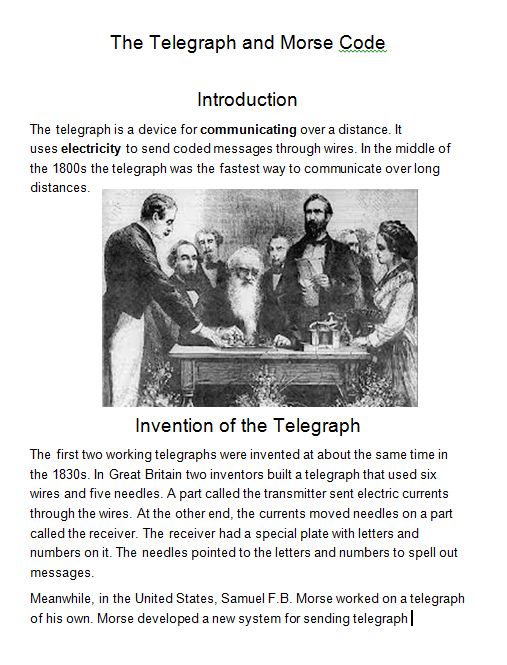 The Telegraph and Morse Code
Introduction
The telegraph is a device for communicating over a distance. It
uses electricity to send coded messages through wires. In the middle of
the 1800s the telegraph was the fastest way to communicate over long
distances.
Invention of the Telegraph
The first two working telegraphs were invented at about the same time in
the 1830s. In Great Britain two inventors built a telegraph that used six
wires and five needles. A part called the transmitter sent electric currents
through the wires. At the other end, the currents moved needles on a part
called the receiver. The receiver had a special plate with letters and
numbers on it. The needles pointed to the letters and numbers to spell out
messages.
Meanwhile, in the United States, Samuel F.B. Morse worked on a telegraph
of his own. Morse developed a new system for sending telegraph